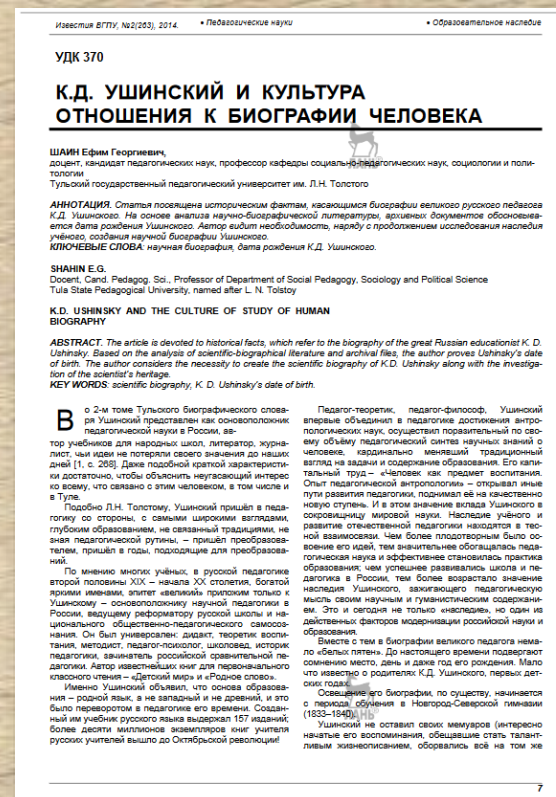 Известия ВГПУ, №2(263), 2014.
• Педагогические науки
• Образовательное наследие
УДК 370
К.Д. УШИНСКИЙ И КУЛЬТУРА
ОТНОШЕНИЯ К БИОГРАФИИ ЧЕЛОВЕКА
ШАИН Ефим Георгиевич,
доцент, кандидат педагогических наук, профессор кафедры социально-педагогических наук, социологии и поли-
тологии
Тульский государственный педагогический университет им. Л.Н. Толстого
АННОТАЦИЯ. Статья посвящена историческим фактам, касающимся биографии великого русского педагога
К.Д. Ушинского. На основе анализа научно-биографической литературы, архивных документов обосновыва-
ется дата рождения Ушинского. Автор видит необходимость, наряду с продолжением исследования наследия
учёного, создания научной биографии Ушинского.
КЛЮЧЕВЫЕ СЛОВА: научная биография, дата рождения К.Д. Ушинского.
SHAHIN E.G.
Docent, Cand. Pedagog. Sci., Professor of Department of Social Pedagogy, Sociology and Political Science
Tula State Pedagogical University, named after L. N. Tolstoy
K.D. USHINSKY AND THE CULTURE OF STUDY OF HUMAN
BIOGRAPHY
ABSTRACT. The article is devoted to historical facts, which refer to the biography of the great Russian educationist K. D.
Ushinsky. Based on the analysis of scientific-biographical literature and archival files, the author proves Ushinsky's date
of birth. The author considers the necessity to create the scientific biography of K.D. Ushinsky along with the investiga-
tion of the scientist's heritage.
KEY WORDS: scientific biography, K. D. Ushinsky's date of birth.
Во 2-м томе Тульского биографического слова-
ря Ушинский представлен как основоположник
педагогической науки в России, ав-
тор учебников для народных школ, литератор, журна-
лист, чьи идеи не потеряли своего значения до наших
дней [1, с. 268]. Даже подобной краткой характеристи-
ки достаточно, чтобы объяснить неугасающий интерес
ко всему, что связано с этим человеком, в том числе и
в Туле.
Подобно Л.Н. Толстому, Ушинский пришёл в педа-
гогику со стороны, с самыми широкими взглядами,
глубоким образованием, не связанный традициями, не
зная педагогической рутины, – пришёл преобразова-
телем, пришёл в годы, подходящие для преобразова-
ний.
По мнению многих учёных, в русской педагогике
второй половины XIX – начала XX столетия, богатой
яркими именами, эпитет «великий» приложим только к
Ушинскому – основоположнику научной педагогики в
России, ведущему реформатору русской школы и на-
ционального общественно-педагогического самосоз-
нания. Он был универсален: дидакт, теоретик воспи-
тания, методист, педагог-психолог, школовед, историк
педагогики, зачинатель российской сравнительной пе-
дагогики. Автор известнейших книг для первоначального
классного чтения – «Детский мир» и «Родное слово».
Именно Ушинский объявил, что основа образова-
ния – родной язык, а не западный и не древний, и это
было переворотом в педагогике его времени. Создан-
ный им учебник русского языка выдержал 157 изданий;
более десяти миллионов экземпляров книг учителя
русских учителей вышло до Октябрьской революции!
Педагог-теоретик, педагог-философ, Ушинский
впервые объединил в педагогике достижения антро-
пологических наук, осуществил поразительный по сво-
ему объёму педагогический синтез научных знаний о
человеке, кардинально менявший традиционный
взгляд на задачи и содержание образования. Его капи-
тальный труд – «Человек как предмет воспитания.
Опыт педагогической антропологии» – открывал иные
пути развития педагогики, поднимал её на качественно
новую ступень. И в этом значение вклада Ушинского в
сокровищницу мировой науки. Наследие учёного и
развитие отечественной педагогики находятся в тес-
ной взаимосвязи. Чем более плодотворным было ос-
воение его идей, тем значительнее обогащалась педа-
гогическая наука и эффективнее становилась практика
образования; чем успешнее развивались школа и пе-
дагогика в России, тем более возрастало значение
наследия Ушинского, зажигающего педагогическую
мысль своим научным и гуманистическим содержани-
ем. Это и сегодня не только «наследие», но один из
действенных факторов модернизации российской науки и
образования.
Вместе с тем в биографии великого педагога нема-
ло «белых пятен». До настоящего времени подвергают
сомнению место, день и даже год его рождения. Мало
что известно о родителях К.Д. Ушинского, первых дет-
ских годах.
Освещение его биографии, по существу, начинается
с периода обучения в Новгород-Северской гимназии
(1833–1840).
Ушинский не оставил своих мемуаров (интересно
начатые его воспоминания, обещавшие стать талант-
ливым жизнеописанием, оборвались всё на том же
7